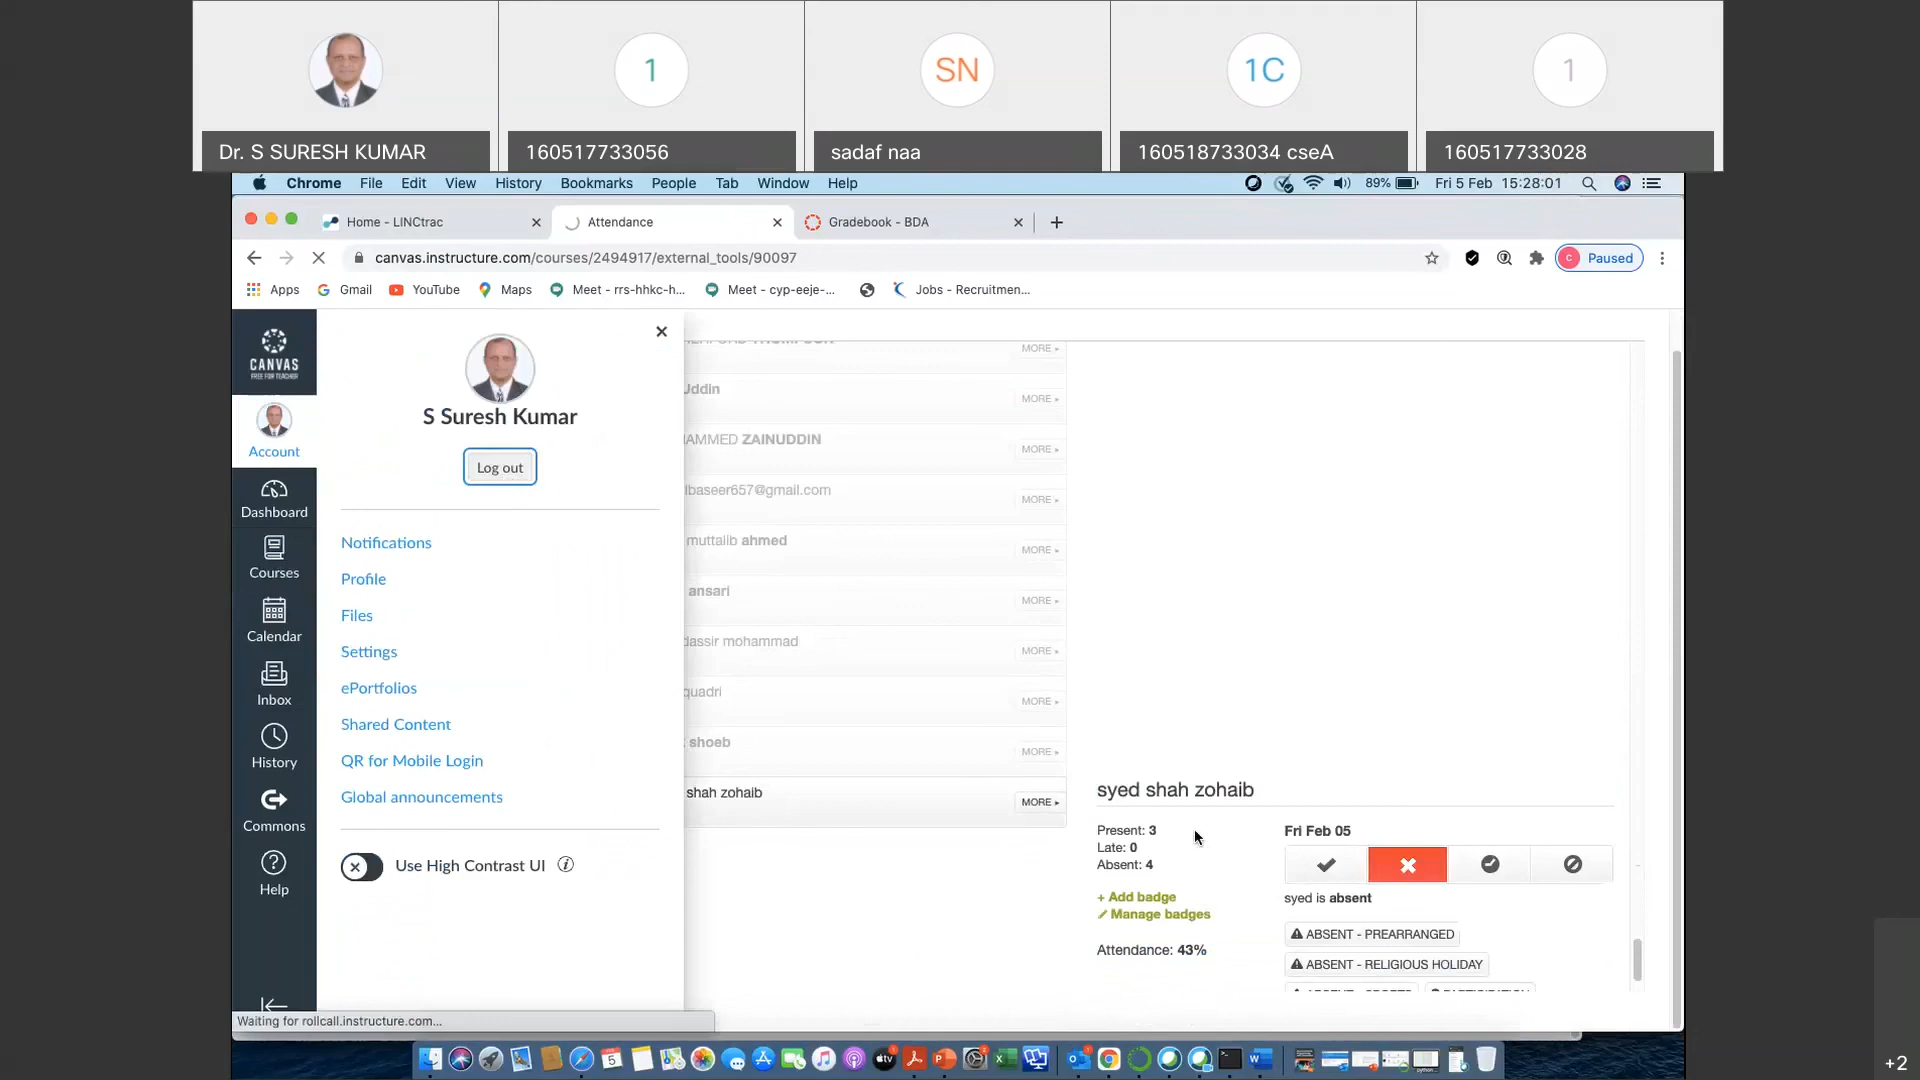 1
SN
1C
1
Dr. S SURESH KUMAR
160517733056
sadaf naa
160518733034 cseA
160517733028
Chrome File Edit View History Bookmarks People Tab Window Help
89% Fri 5 Feb 15:28:01
Home - LINCtrac
Attendance
Gradebook - BDA
canvas.instructure.com/courses/2494917/external_tools/90097
C Paused
Apps Gmail YouTube Maps Meet - rrs-hhkc-h... Meet - cyp-eeje-... Jobs - Recruitmen...
CANVAS
FREE FOR TEACHER
Account
Dashboard
Courses
Calendar
Inbox
History
Commons
Help
S Suresh Kumar
Log out
Notifications
Profile
Files
Settings
ePortfolios
Shared Content
QR for Mobile Login
Global announcements
Use High Contrast UI
MORE
Uddin MORE
AMMED ZAINUDDIN MORE
lbaseer657@gmail.com MORE
muttalib ahmed MORE
ansari MORE
dassir mohammad MORE
quadri MORE
shoeb MORE
shah zohaib MORE
syed shah zohaib
Present: 3
Late: 0
Absent: 4
+ Add badge
Manage badges
Attendance: 43%
Fri Feb 05
syed is absent
ABSENT - PREARRANGED
ABSENT - RELIGIOUS HOLIDAY
Waiting for rollcall.instructure.com...
+2